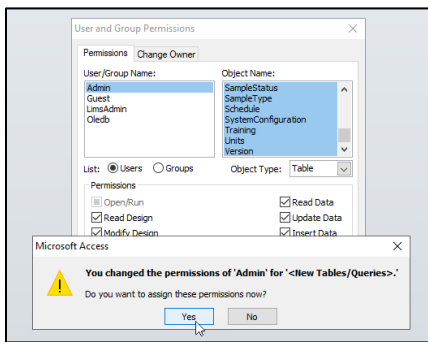 User and Group Permissions
Permissions Change Owner
User/Group Name: Object Name:
Admin SampleStatus
Guest SampleType
LimsAdmin Schedule
Oledb SystemConfiguration
Training
Units
Version
List: Users Groups Object Type: Table
Permissions
Open/Run Read Data
Read Design Update Data
Modify Design Insert Data
Microsoft Access
You changed the permissions of 'Admin' for '<New Tables/Queries>.'
Do you want to assign these permissions now?
Yes No